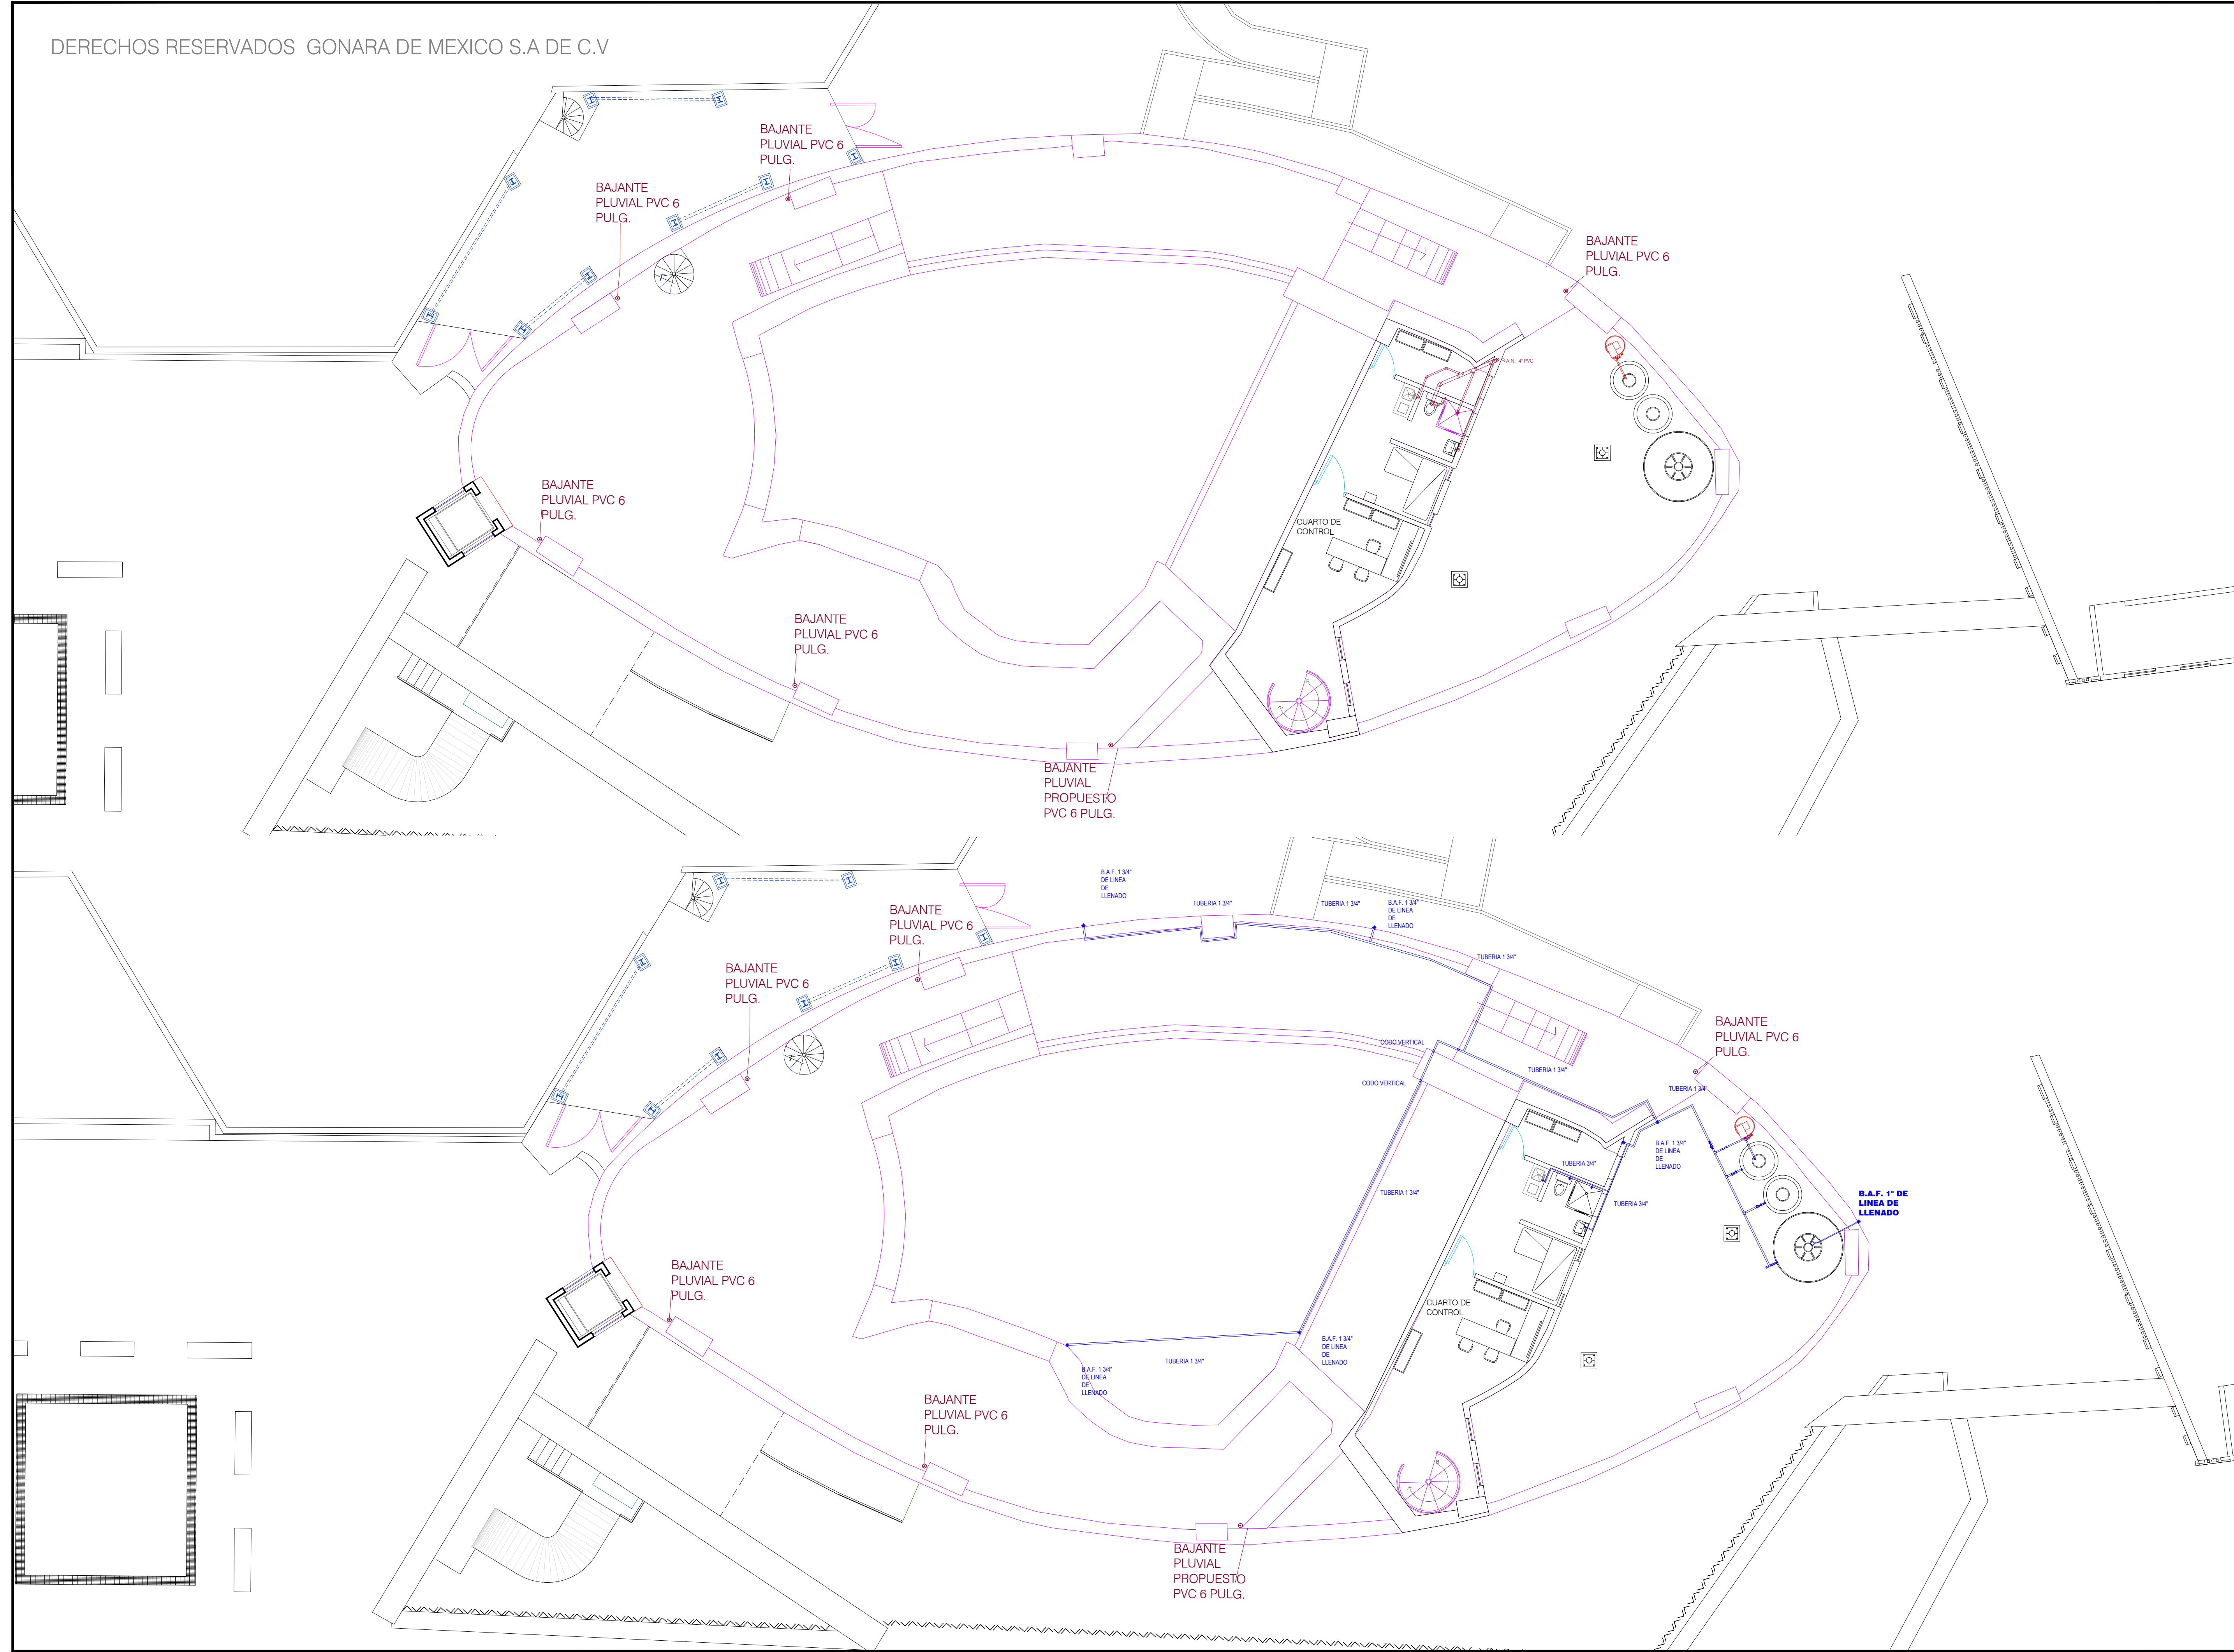 DERECHOS RESERVADOS GONARA DE MEXICO S.A DE C.V
BAJANTE
PLUVIAL PVC 6
PULG.
BAJANTE
PLUVIAL PVC 6
PULG.
BAJANTE
PLUVIAL PVC 6
PULG.
B.A.N. 4" PVC
BAJANTE
PLUVIAL PVC 6
PULG.
CUARTO DE
CONTROL
BAJANTE
PLUVIAL PVC 6
PULG.
BAJANTE
PLUVIAL
PROPUESTO
PVC 6 PULG.
B.A.F. 1 3/4"
DE LINEA
DE
LLENADO
TUBERIA 1 3/4"
TUBERIA 1 3/4"
B.A.F. 1 3/4"
DE LINEA
DE
LLENADO
BAJANTE
PLUVIAL PVC 6
PULG.
TUBERIA 1 3/4"
BAJANTE
PLUVIAL PVC 6
PULG.
BAJANTE
PLUVIAL PVC 6
PULG.
CODO VERTICAL
TUBERIA 1 3/4"
CODO VERTICAL
TUBERIA 1 3/4"
B.A.F. 1 3/4"
DE LINEA
DE
LLENADO
TUBERIA 3/4"
TUBERIA 1 3/4"
TUBERIA 3/4"
B.A.F. 1" DE
LINEA DE
LLENADO
BAJANTE
PLUVIAL PVC 6
PULG.
CUARTO DE
CONTROL
B.A.F. 1 3/4"
DE LINEA
DE
LLENADO
TUBERIA 1 3/4"
B.A.F. 1 3/4"
DE LINEA
DE
LLENADO
BAJANTE
PLUVIAL PVC 6
PULG.
BAJANTE
PLUVIAL
PROPUESTO
PVC 6 PULG.